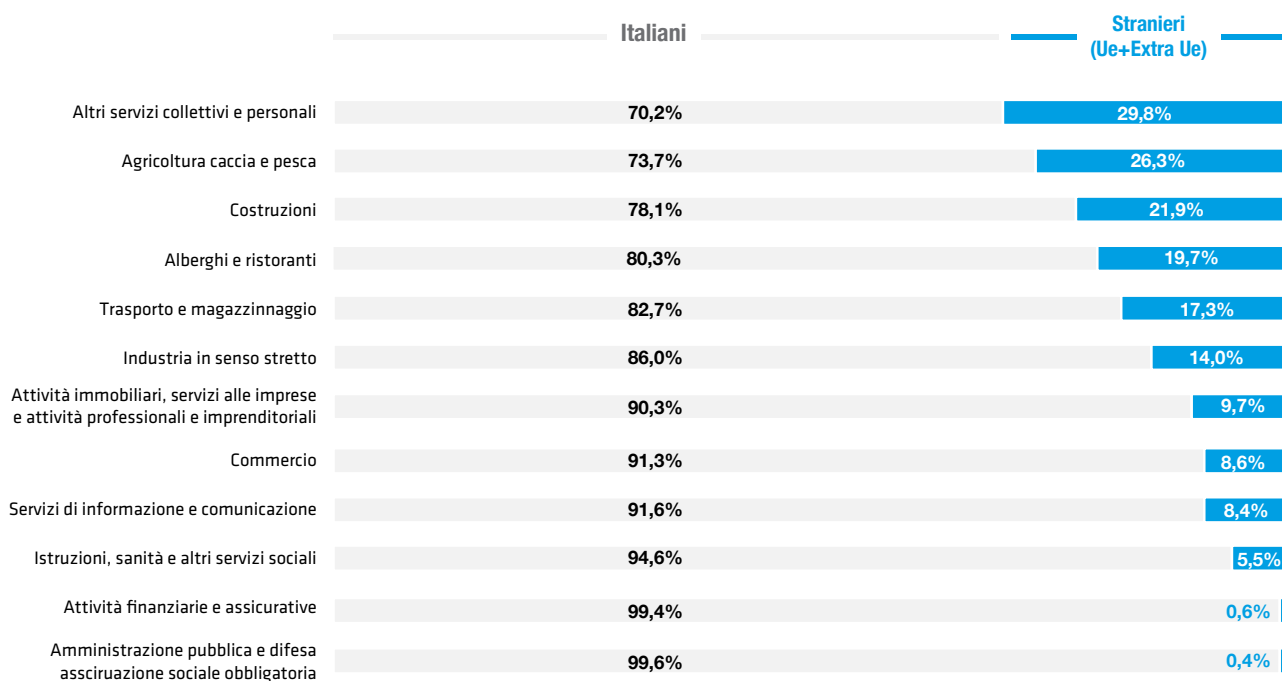 Italiani
Stranieri
(Ue+Extra Ue)
Altri servizi collettivi e personali 70,2% 29,8%
Agricoltura caccia e pesca 73,7% 26,3%
Costruzioni 78,1% 21,9%
Alberghi e ristoranti 80,3% 19,7%
Trasporto e magazzinnaggio 82,7% 17,3%
Industria in senso stretto 86,0% 14,0%
Attività immobiliari, servizi alle imprese
e attività professionali e imprenditoriali 90,3% 9,7%
Commercio 91,3% 8,6%
Servizi di informazione e comunicazione 91,6% 8,4%
Istruzioni, sanità e altri servizi sociali 94,6% 5,5%
Attività finanziarie e assicurative 99,4% 0,6%
Amministrazione pubblica e difesa
assciruazione sociale obbligatoria 99,6% 0,4%